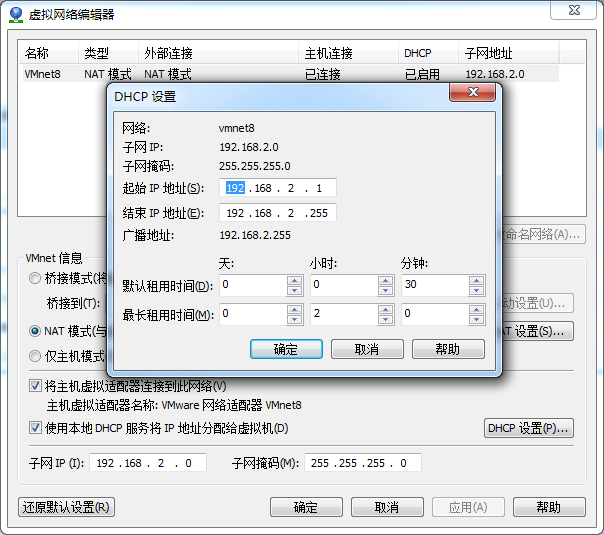 虚拟网络编辑器
名称 类型 外部连接 主机连接 DHCP 子网地址
VMnet8 NAT 模式 NAT 模式 已连接 已启用 192.168.2.0
DHCP 设置
网络: vmnet8
子网 IP: 192.168.2.0
子网掩码: 255.255.255.0
起始 IP 地址(S): 192 .168 . 2 . 1
结束 IP 地址(E): 192 .168 . 2 .255
广播地址: 192.168.2.255
天: 小时: 分钟:
默认租用时间(D): 0 0 30
最长租用时间(M): 0 2 0
确定 取消 帮助
命名网络(A)...
VMnet 信息
桥接模式(将
桥接到(T): 动设置(U)...
NAT 模式(与 AT 设置(S)...
仅主机模式
将主机虚拟适配器连接到此网络(V)
主机虚拟适配器名称: VMware 网络适配器 VMnet8
使用本地 DHCP 服务将 IP 地址分配给虚拟机(D) DHCP 设置(P)...
子网 IP (I): 192 .168 . 2 . 0 子网掩码(M): 255 .255 .255 . 0
还原默认设置(R) 确定 取消 应用(A) 帮助